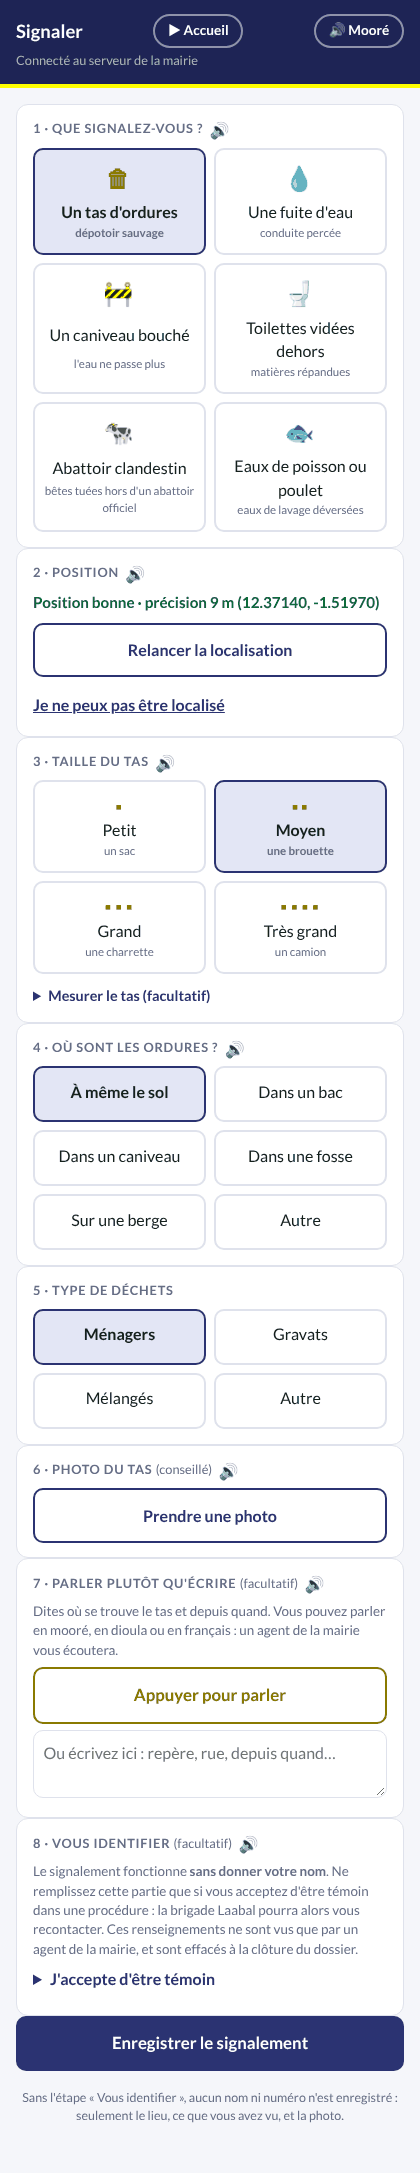 Signaler
▶ Accueil
🔊 Mooré
Connecté au serveur de la mairie
1 · QUE SIGNALEZ-VOUS ? 🔊
Un tas d'ordures
dépotoir sauvage
Une fuite d'eau
conduite percée
Un caniveau bouché
l'eau ne passe plus
Toilettes vidées
dehors
matières répandues
Abattoir clandestin
bêtes tuées hors d'un abattoir
officiel
Eaux de poisson ou
poulet
eaux de lavage déversées
2 · POSITION 🔊
Position bonne · précision 9 m (12.37140, -1.51970)
Relancer la localisation
Je ne peux pas être localisé
3 · TAILLE DU TAS 🔊
Petit
un sac
Moyen
une brouette
Grand
une charrette
Très grand
un camion
▶ Mesurer le tas (facultatif)
4 · OÙ SONT LES ORDURES ? 🔊
À même le sol
Dans un bac
Dans un caniveau
Dans une fosse
Sur une berge
Autre
5 · TYPE DE DÉCHETS
Ménagers
Gravats
Mélangés
Autre
6 · PHOTO DU TAS (conseillé) 🔊
Prendre une photo
7 · PARLER PLUTÔT QU'ÉCRIRE (facultatif) 🔊
Dites où se trouve le tas et depuis quand. Vous pouvez parler
en mooré, en dioula ou en français : un agent de la mairie
vous écoutera.
Appuyer pour parler
Ou écrivez ici : repère, rue, depuis quand…
8 · VOUS IDENTIFIER (facultatif) 🔊
Le signalement fonctionne sans donner votre nom. Ne
remplissez cette partie que si vous acceptez d'être témoin
dans une procédure : la brigade Laabal pourra alors vous
recontacter. Ces renseignements ne sont vus que par un
agent de la mairie, et sont effacés à la clôture du dossier.
▶ J'accepte d'être témoin
Enregistrer le signalement
Sans l'étape « Vous identifier », aucun nom ni numéro n'est enregistré :
seulement le lieu, ce que vous avez vu, et la photo.